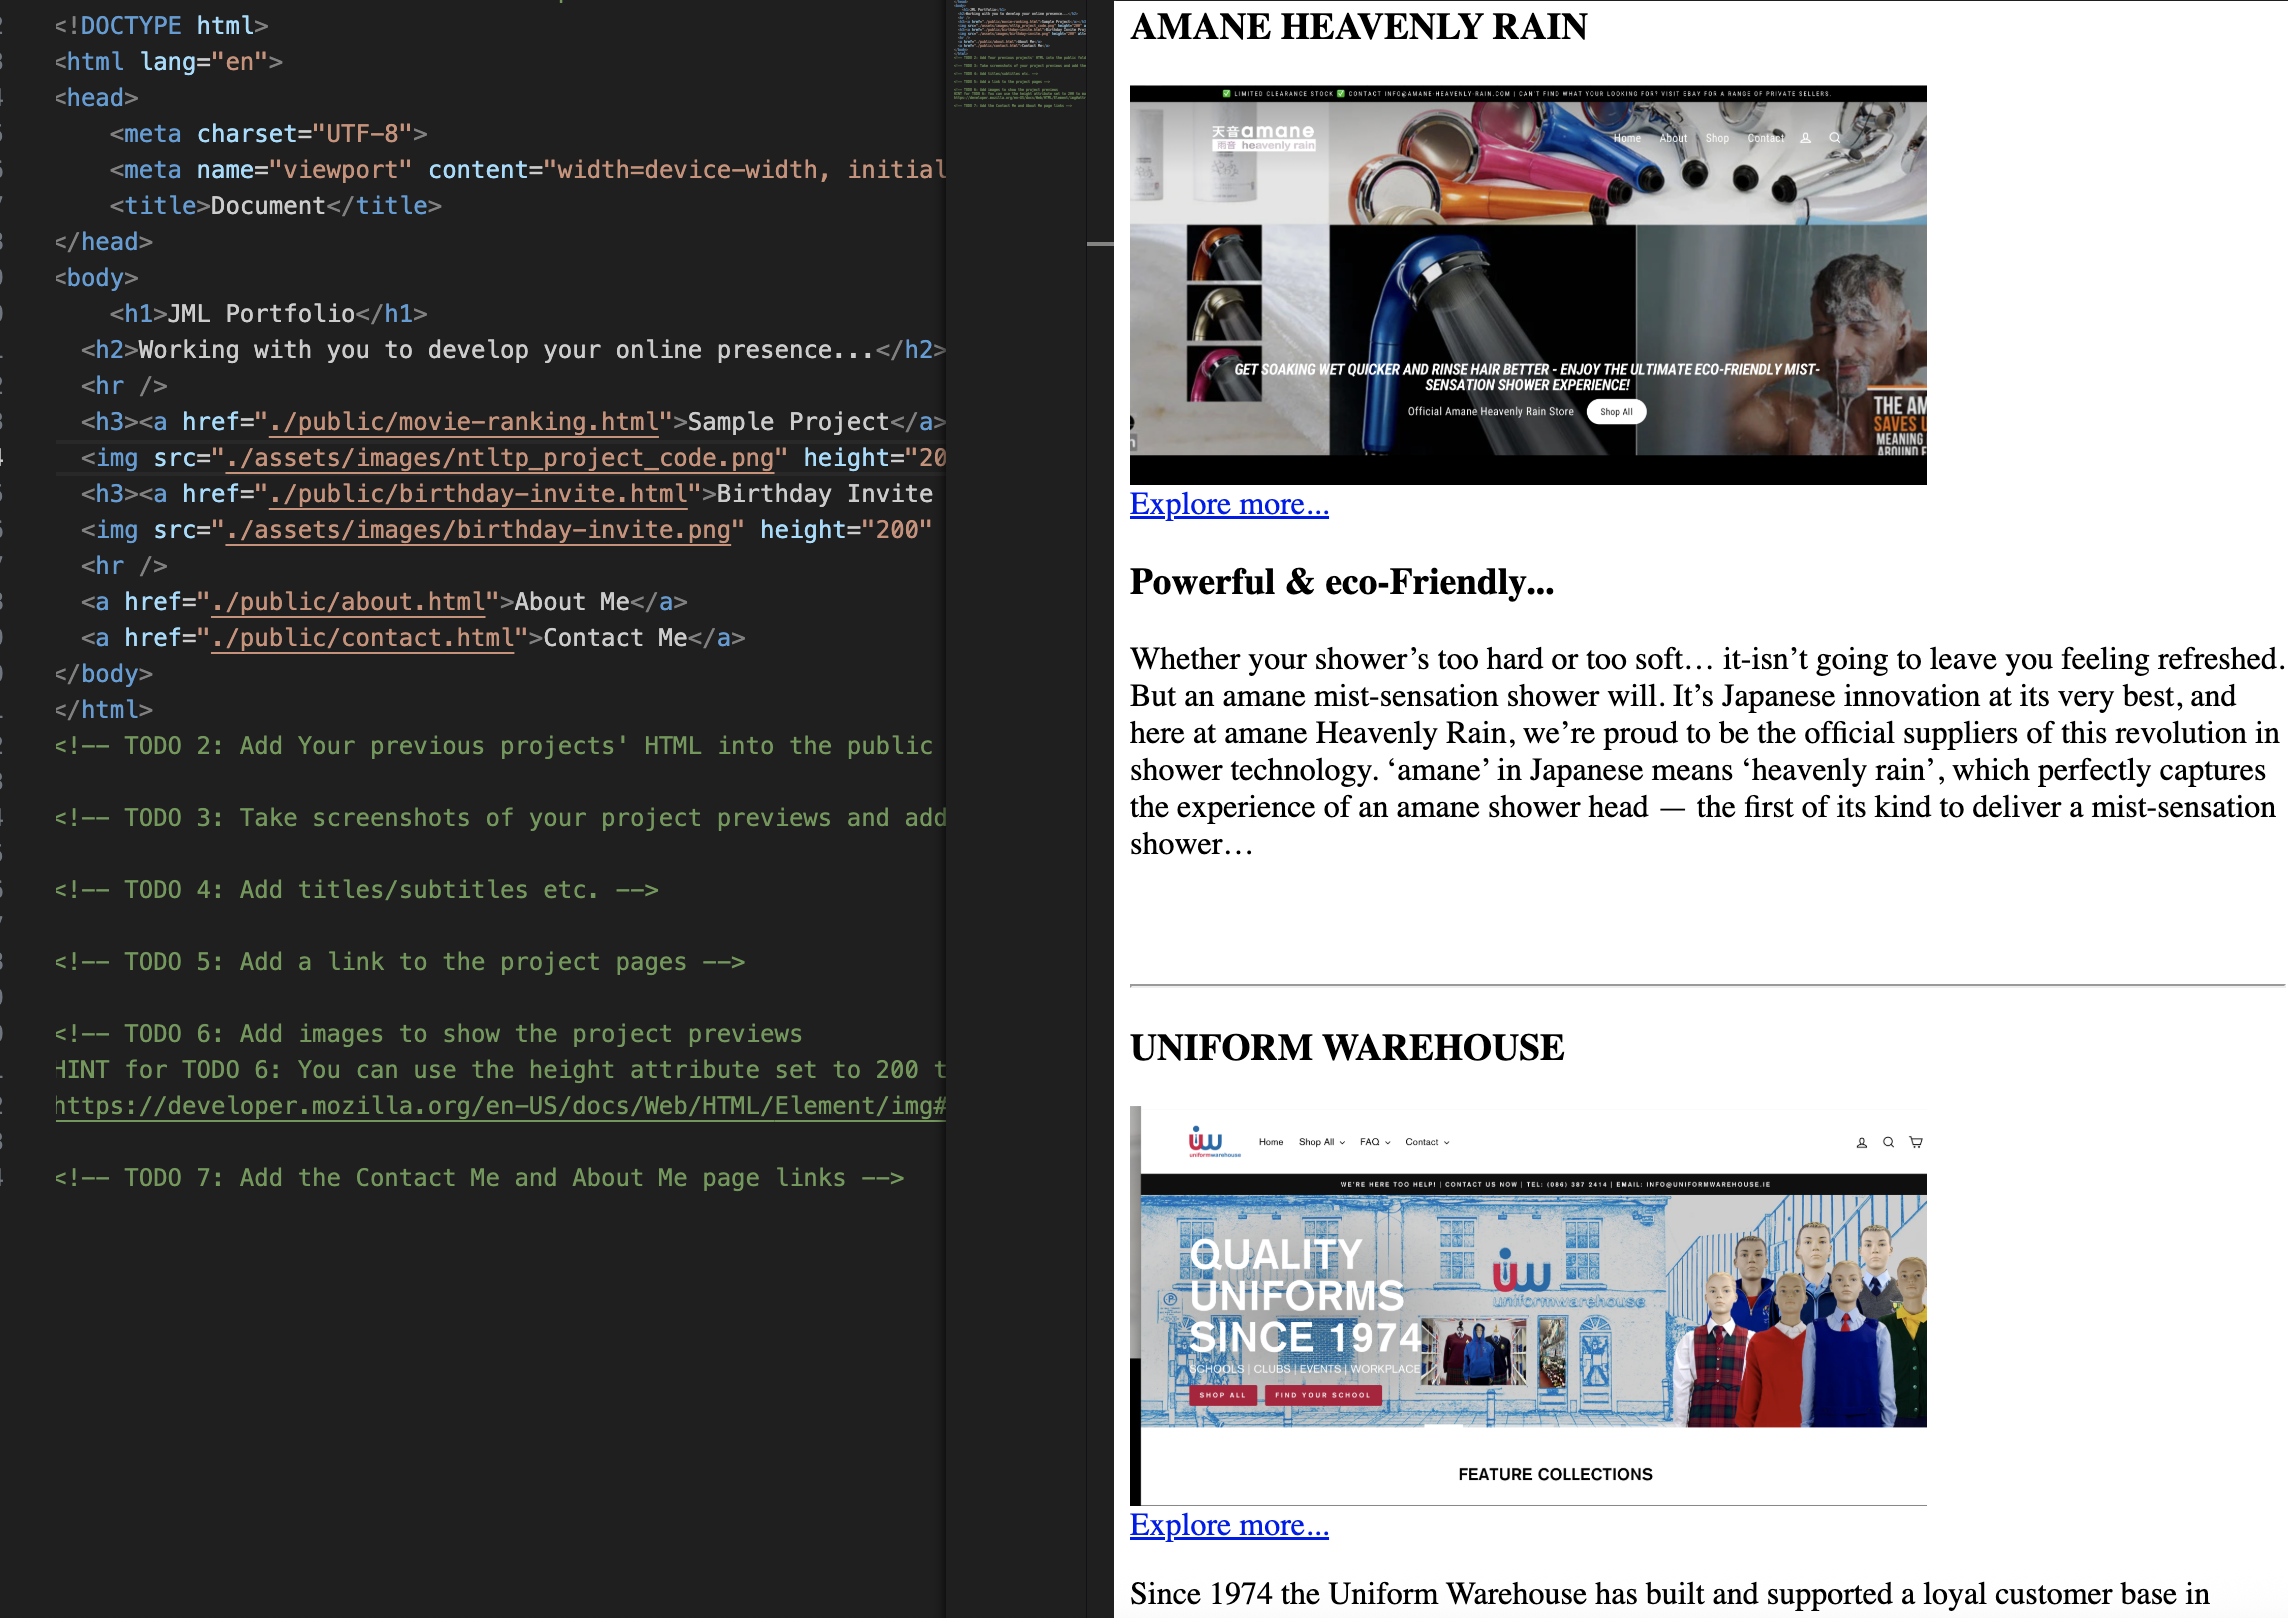 <!DOCTYPE html>
<html lang="en">
<head>
<meta charset="UTF-8">
<meta name="viewport" content="width=device-width, initial
<title>Document</title>
</head>
<body>
<h1>JML Portfolio</h1>
<h2>Working with you to develop your online presence...</h2>
<hr />
<h3><a href="./public/movie-ranking.html">Sample Project</a>
<img src="./assets/images/ntltp_project_code.png" height="20
<h3><a href="./public/birthday-invite.html">Birthday Invite
<img src="./assets/images/birthday-invite.png" height="200"
<hr />
<a href="./public/about.html">About Me</a>
<a href="./public/contact.html">Contact Me</a>
</body>
</html>
<!-- TODO 2: Add Your previous projects' HTML into the public
<!-- TODO 3: Take screenshots of your project previews and add
<!-- TODO 4: Add titles/subtitles etc. -->
<!-- TODO 5: Add a link to the project pages -->
<!-- TODO 6: Add images to show the project previews
HINT for TODO 6: You can use the height attribute set to 200 t
https://developer.mozilla.org/en-US/docs/Web/HTML/Element/img#
<!-- TODO 7: Add the Contact Me and About Me page links -->
AMANE HEAVENLY RAIN
LIMITED CLEARANCE STOCK ✅ CONTACT INFO@AMANE-HEAVENLY-RAIN.COM | CAN'T FIND WHAT YOUR LOOKING FOR? VISIT EBAY FOR A RANGE OF PRIVATE SELLERS.
天音amane
雨音 heavenly rain
Home About Shop Contact
GET SOAKING WET QUICKER AND RINSE HAIR BETTER - ENJOY THE ULTIMATE ECO-FRIENDLY MIST-
SENSATION SHOWER EXPERIENCE!
Official Amane Heavenly Rain Store Shop All
THE AM
SAVES U
MEANING
AROUND
Explore more...
Powerful & eco-Friendly...
Whether your shower’s too hard or too soft… it-isn’t going to leave you feeling refreshed.
But an amane mist-sensation shower will. It’s Japanese innovation at its very best, and
here at amane Heavenly Rain, we’re proud to be the official suppliers of this revolution in
shower technology. ‘amane’ in Japanese means ‘heavenly rain’, which perfectly captures
the experience of an amane shower head — the first of its kind to deliver a mist-sensation
shower…
UNIFORM WAREHOUSE
uw
uniformwarehouse
Home Shop All FAQ Contact
WE'RE HERE TOO HELP! | CONTACT US NOW | TEL: (086) 387 2414 | EMAIL: INFO@UNIFORMWAREHOUSE.IE
QUALITY
UNIFORMS
SINCE 1974
SCHOOLS | CLUBS | EVENTS | WORKPLACE
SHOP ALL FIND YOUR SCHOOL
uw
uniformwarehouse
FEATURE COLLECTIONS
Explore more...
Since 1974 the Uniform Warehouse has built and supported a loyal customer base in